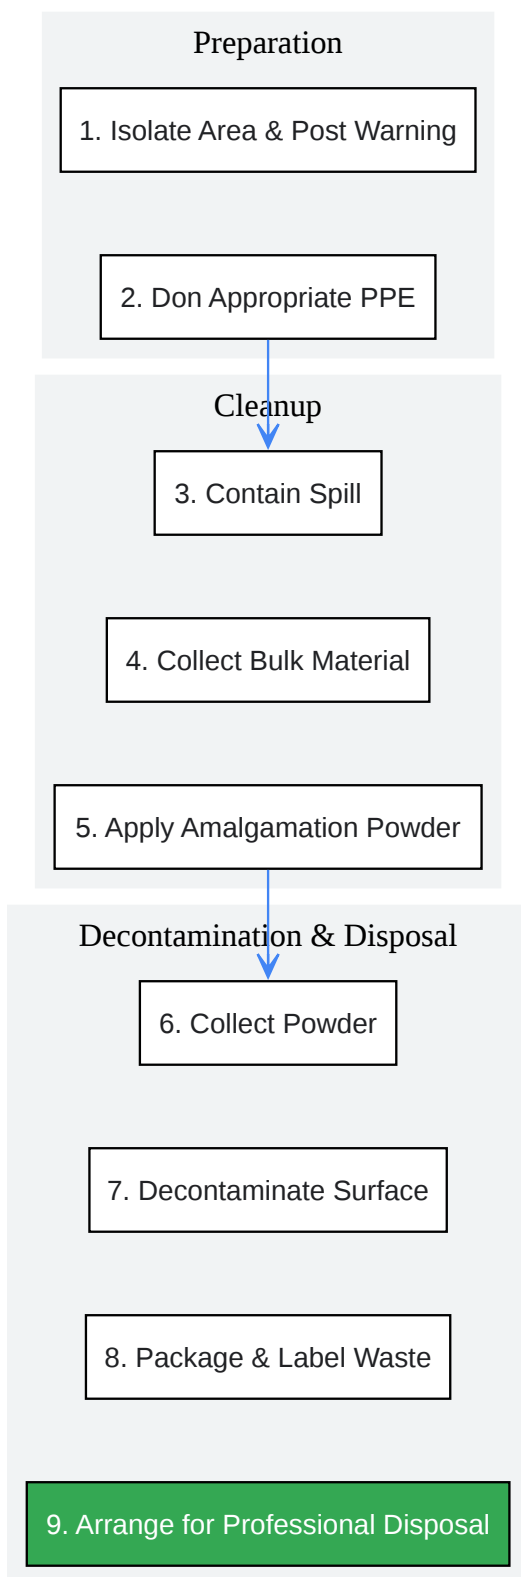 Preparation
1. Isolate Area & Post Warning
2. Don Appropriate PPE
Cleanup
3. Contain Spill
4. Collect Bulk Material
5. Apply Amalgamation Powder
Decontamination & Disposal
6. Collect Powder
7. Decontaminate Surface
8. Package & Label Waste
9. Arrange for Professional Disposal